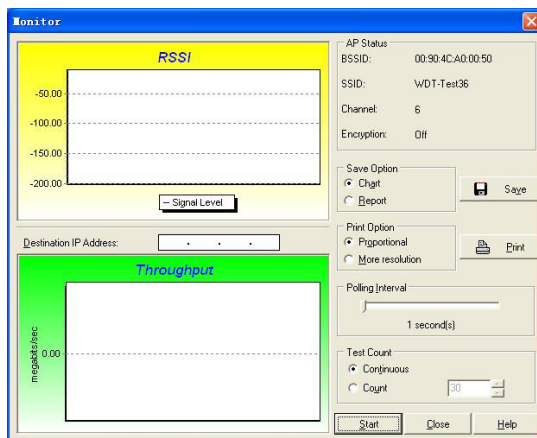 Monitor
RSSI
-50.00
-100.00
-150.00
-200.00
Signal Level
Destination IP Address: . . .
Throughput
megabits/sec
0.00
AP Status
BSSID: 00:90:4C:A0:00:50
SSID: WDT-Test36
Channel: 6
Encryption: Off
Save Option
Chart
Report
Save
Print Option
Proportional
More resolution
Print
Polling Interval
1 second(s)
Test Count
Continuous
Count 30
Start Close Help